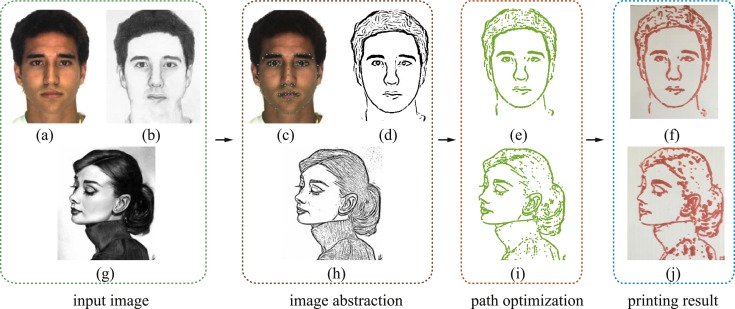 (a) (b) (c) (d) (e) (f)
(g) (h) (i) (j)
input image image abstraction path optimization printing result